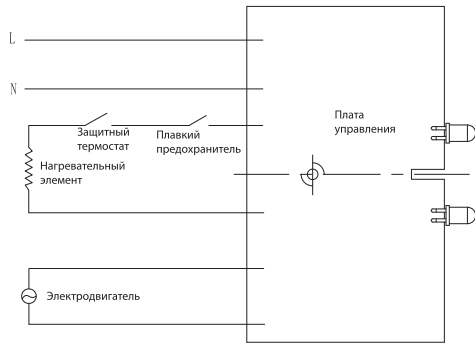 L
N
Защитный
термостат
Плавкий
предохранитель
Плата
управления
Нагревательный
элемент
Электродвигатель